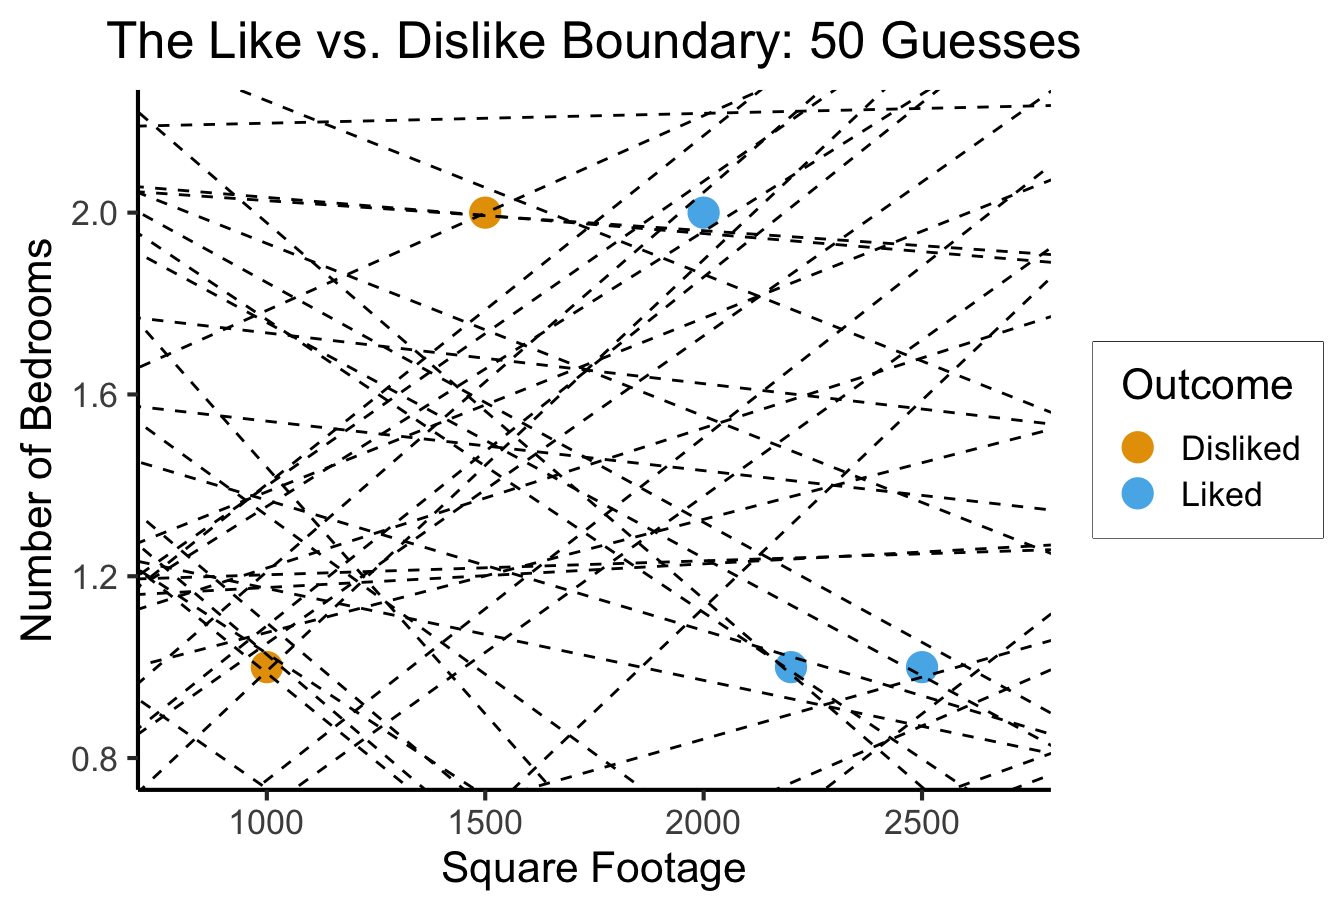 The Like vs. Dislike Boundary: 50 Guesses
2.0
1.6
1.2
0.8
Number of Bedrooms
1000 1500 2000 2500
Square Footage
Outcome
Disliked
Liked